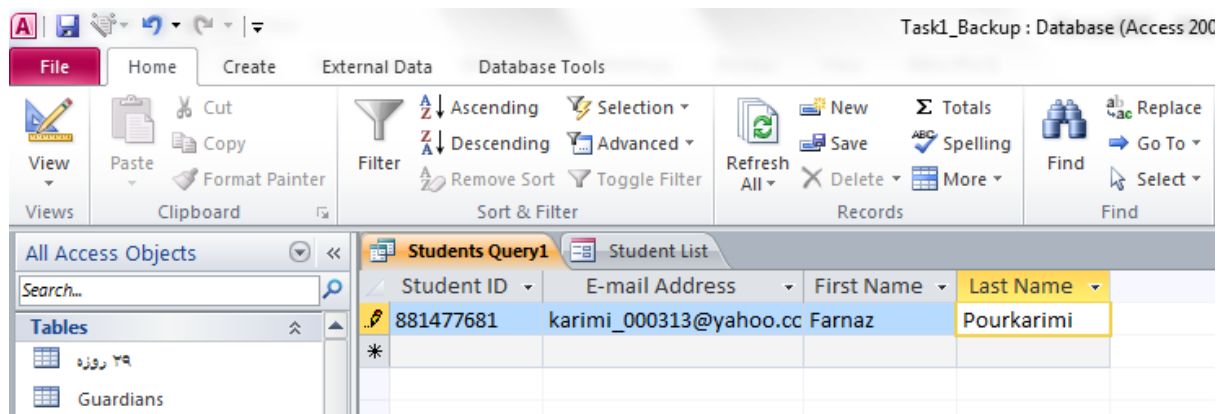 Task1_Backup : Database (Access 200
File Home Create External Data Database Tools
View
Views
Paste
Cut
Copy
Format Painter
Clipboard
Filter
Ascending
Descending
Remove Sort
Selection
Advanced
Toggle Filter
Sort & Filter
Refresh
All
New
Save
Delete
Totals
Spelling
More
Records
Find
Replace
Go To
Select
Find
All Access Objects
Search...
Tables
۲۹ روزه
Guardians
Students Query1 Student List
Student ID E-mail Address First Name Last Name
881477681 karimi_000313@yahoo.cc Farnaz Pourkarimi